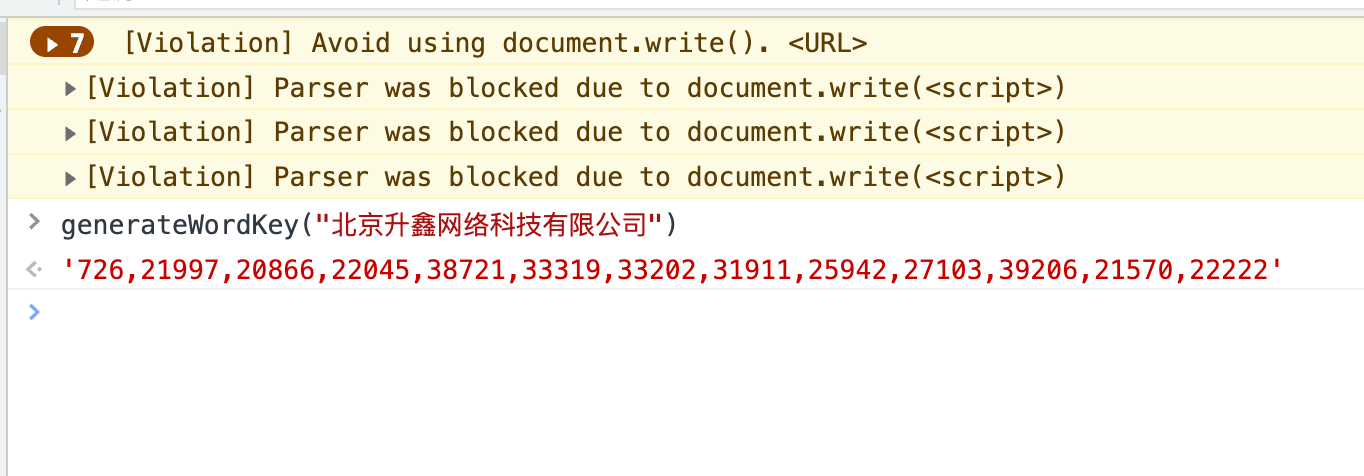 7 [Violation] Avoid using document.write(). <URL>
[Violation] Parser was blocked due to document.write(<script>)
[Violation] Parser was blocked due to document.write(<script>)
[Violation] Parser was blocked due to document.write(<script>)
generateWordKey("北京升鑫网络科技有限公司")
'726,21997,20866,22045,38721,33319,33202,31911,25942,27103,39206,21570,22222'